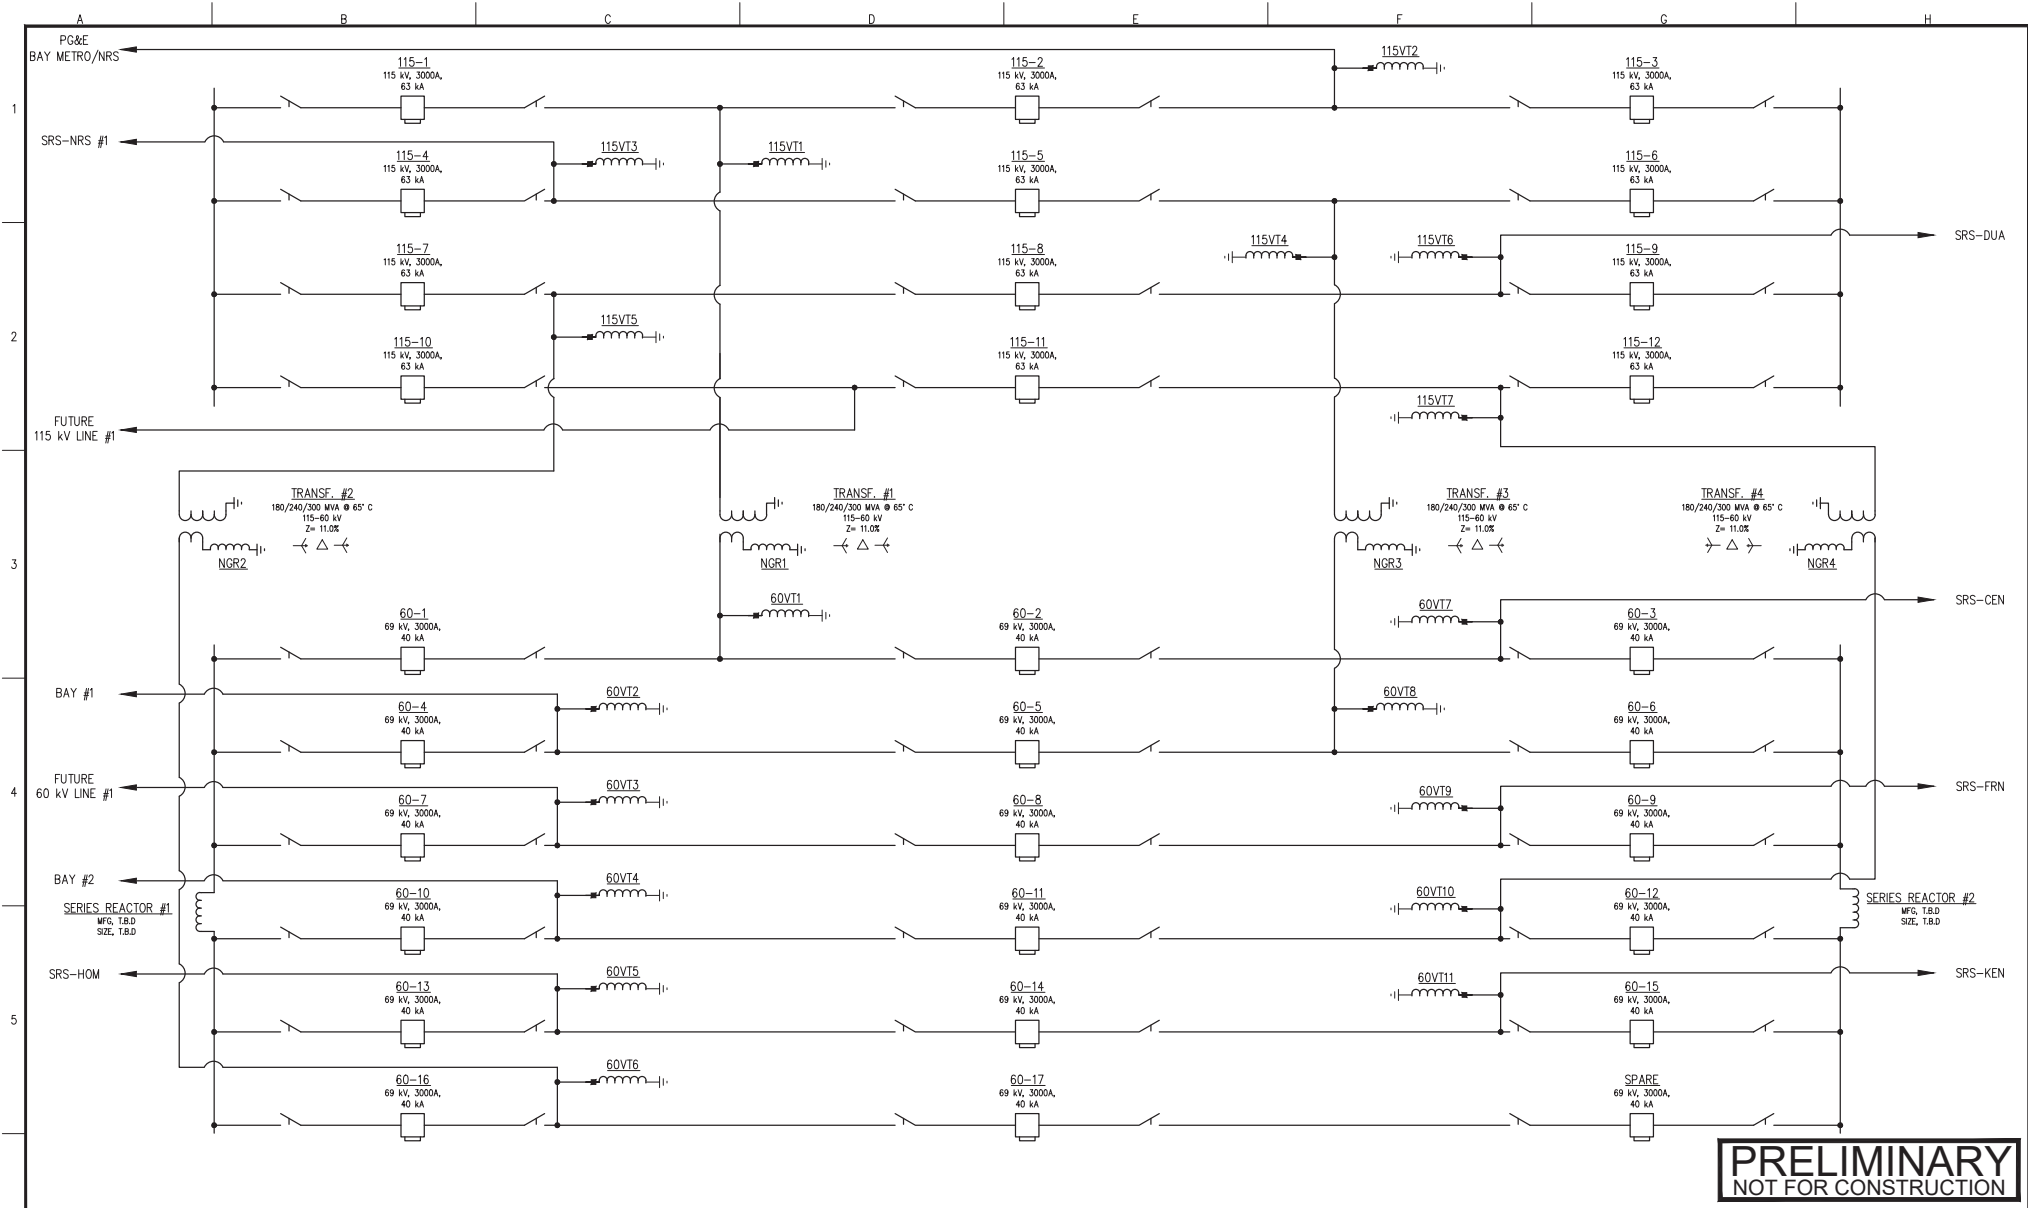 A B C D E F G H
PG&E
BAY METRO/NRS
115VT2
115-1
115 kV, 3000A,
63 kA
115-2
115 kV, 3000A,
63 kA
115-3
115 kV, 3000A,
63 kA
1
SRS-NRS #1
115VT3
115VT1
115-4
115 kV, 3000A,
63 kA
115-5
115 kV, 3000A,
63 kA
115-6
115 kV, 3000A,
63 kA
SRS-DUA
115VT4
115VT6
115-7
115 kV, 3000A,
63 kA
115-8
115 kV, 3000A,
63 kA
115-9
115 kV, 3000A,
63 kA
2
115VT5
115-10
115 kV, 3000A,
63 kA
115-11
115 kV, 3000A,
63 kA
115-12
115 kV, 3000A,
63 kA
115VT7
FUTURE
115 kV LINE #1
TRANSF. #2
180/240/300 MVA @ 65° C
115-60 kV
Z= 11.0%
NGR2
TRANSF. #1
180/240/300 MVA @ 65° C
115-60 kV
Z= 11.0%
NGR1
TRANSF. #3
180/240/300 MVA @ 65° C
115-60 kV
Z= 11.0%
NGR3
TRANSF. #4
180/240/300 MVA @ 65° C
115-60 kV
Z= 11.0%
NGR4
3
60VT1
60VT7
SRS-CEN
60-1
69 kV, 3000A,
40 kA
60-2
69 kV, 3000A,
40 kA
60-3
69 kV, 3000A,
40 kA
BAY #1
60VT2
60VT8
60-4
69 kV, 3000A,
40 kA
60-5
69 kV, 3000A,
40 kA
60-6
69 kV, 3000A,
40 kA
4
FUTURE
60 kV LINE #1
60VT3
60VT9
SRS-FRN
60-7
69 kV, 3000A,
40 kA
60-8
69 kV, 3000A,
40 kA
60-9
69 kV, 3000A,
40 kA
BAY #2
60VT4
60VT10
60-10
69 kV, 3000A,
40 kA
60-11
69 kV, 3000A,
40 kA
60-12
69 kV, 3000A,
40 kA
SERIES REACTOR #1
MFG, T.B.D
SIZE, T.B.D
SERIES REACTOR #2
MFG, T.B.D
SIZE, T.B.D
SRS-HOM
60VT5
60VT11
SRS-KEN
60-13
69 kV, 3000A,
40 kA
60-14
69 kV, 3000A,
40 kA
60-15
69 kV, 3000A,
40 kA
5
60VT6
60-16
69 kV, 3000A,
40 kA
60-17
69 kV, 3000A,
40 kA
SPARE
69 kV, 3000A,
40 kA
PRELIMINARY
NOT FOR CONSTRUCTION